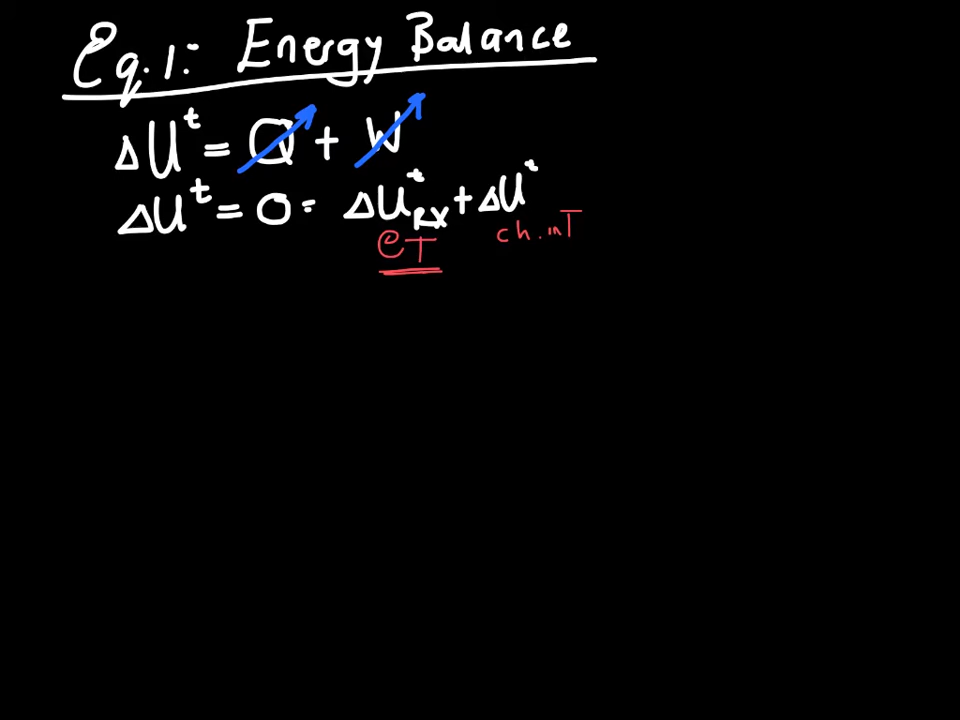 Eq. 1: Energy Balance
ΔU^t = Q + W
ΔU^t = 0 = ΔU^t_RX + ΔU^t
@T ch. in T